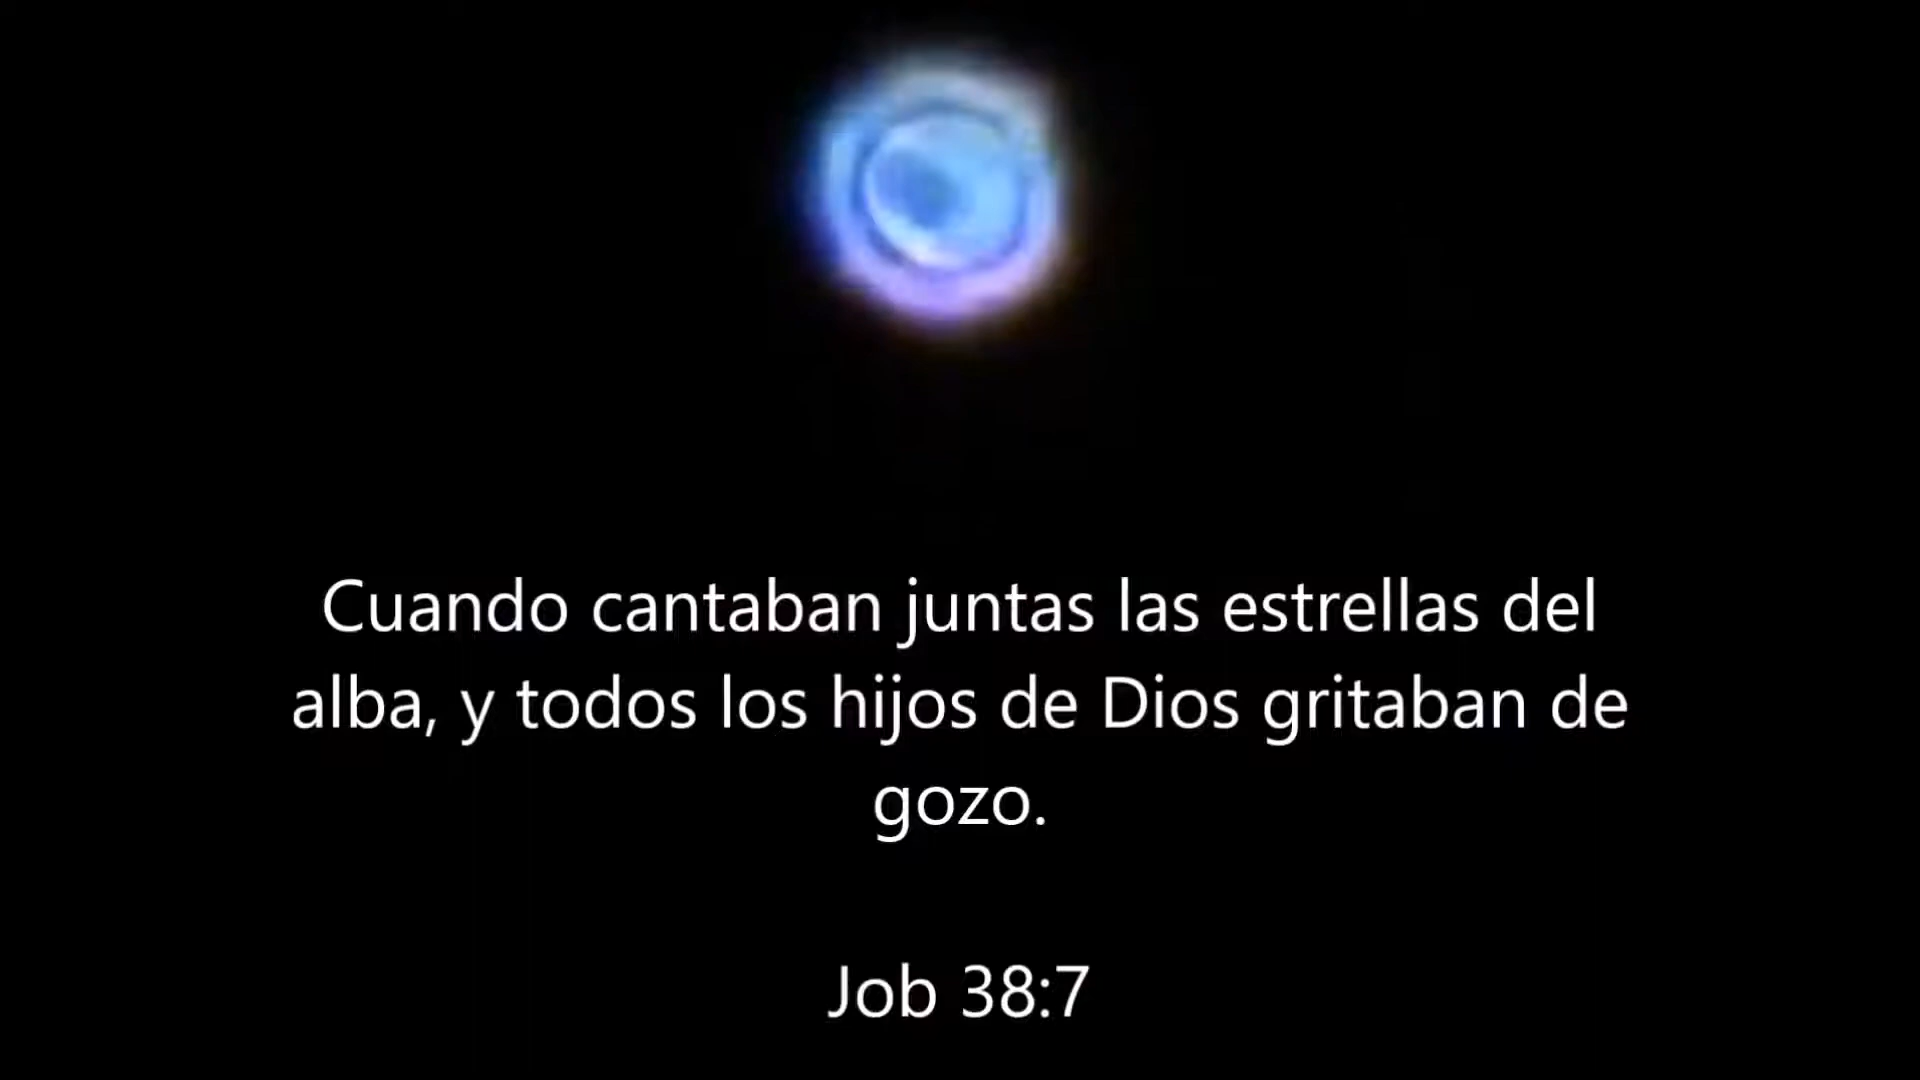 Cuando cantaban juntas las estrellas del
alba, y todos los hijos de Dios gritaban de
gozo.
Job 38:7